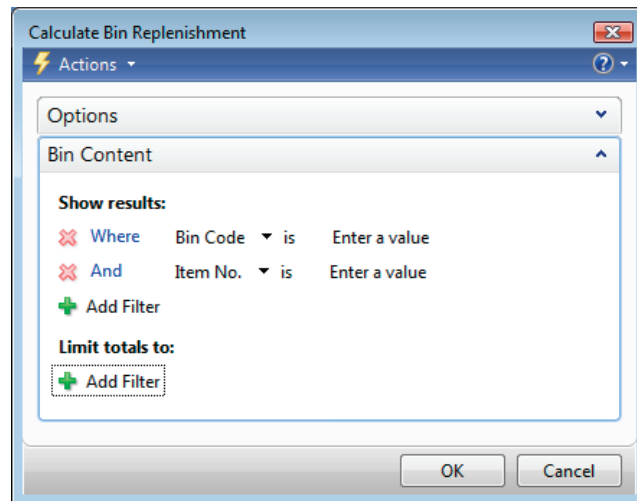 Calculate Bin Replenishment
Actions
Options
Bin Content
Show results:
Where Bin Code is Enter a value
And Item No. is Enter a value
Add Filter
Limit totals to:
Add Filter
OK Cancel